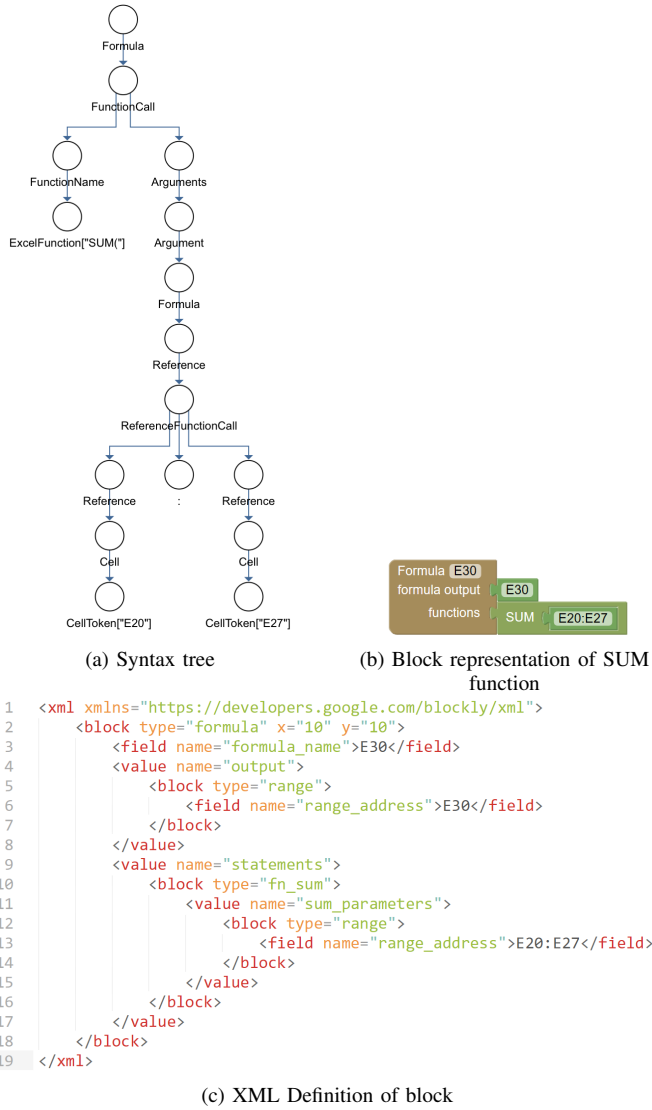 Formula
FunctionCall
FunctionName Arguments
ExcelFunction["SUM("] Argument
Formula
Reference
ReferenceFunctionCall
Reference : Reference
Cell Cell
CellToken["E20"] CellToken["E27"]
(a) Syntax tree
Formula E30
formula output E30
functions SUM E20:E27
(b) Block representation of SUM
function
1 <xml xmlns="https://developers.google.com/blockly/xml">
2 <block type="formula" x="10" y="10">
3 <field name="formula_name">E30</field>
4 <value name="output">
5 <block type="range">
6 <field name="range_address">E30</field>
7 </block>
8 </value>
9 <value name="statements">
10 <block type="fn_sum">
11 <value name="sum_parameters">
12 <block type="range">
13 <field name="range_address">E20:E27</field>
14 </block>
15 </value>
16 </block>
17 </value>
18 </block>
19 </xml>
(c) XML Definition of block